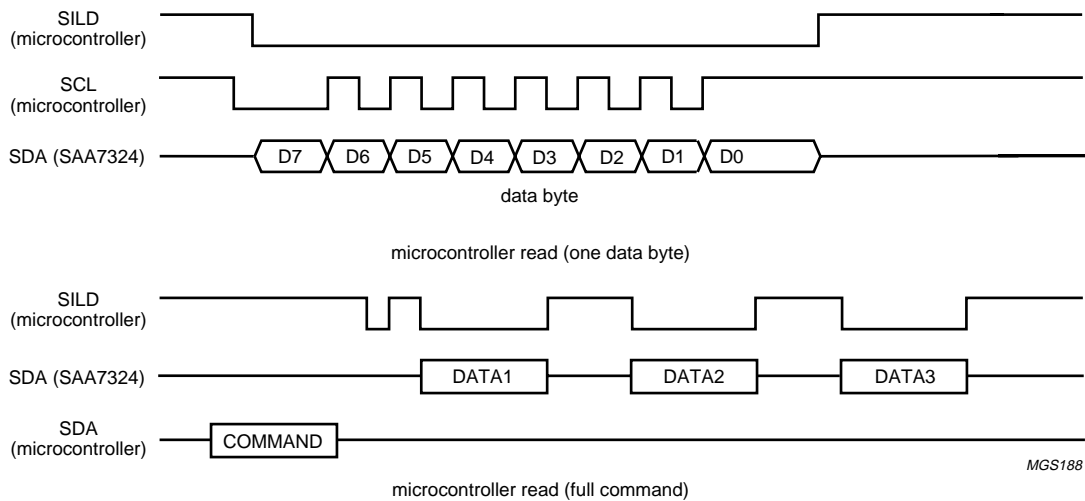 SILD
(microcontroller)
SCL
(microcontroller)
SDA (SAA7324)
D7 D6 D5 D4 D3 D2 D1 D0
data byte
microcontroller read (one data byte)
SILD
(microcontroller)
SDA (SAA7324)
DATA1 DATA2 DATA3
SDA
(microcontroller)
COMMAND
MGS188
microcontroller read (full command)